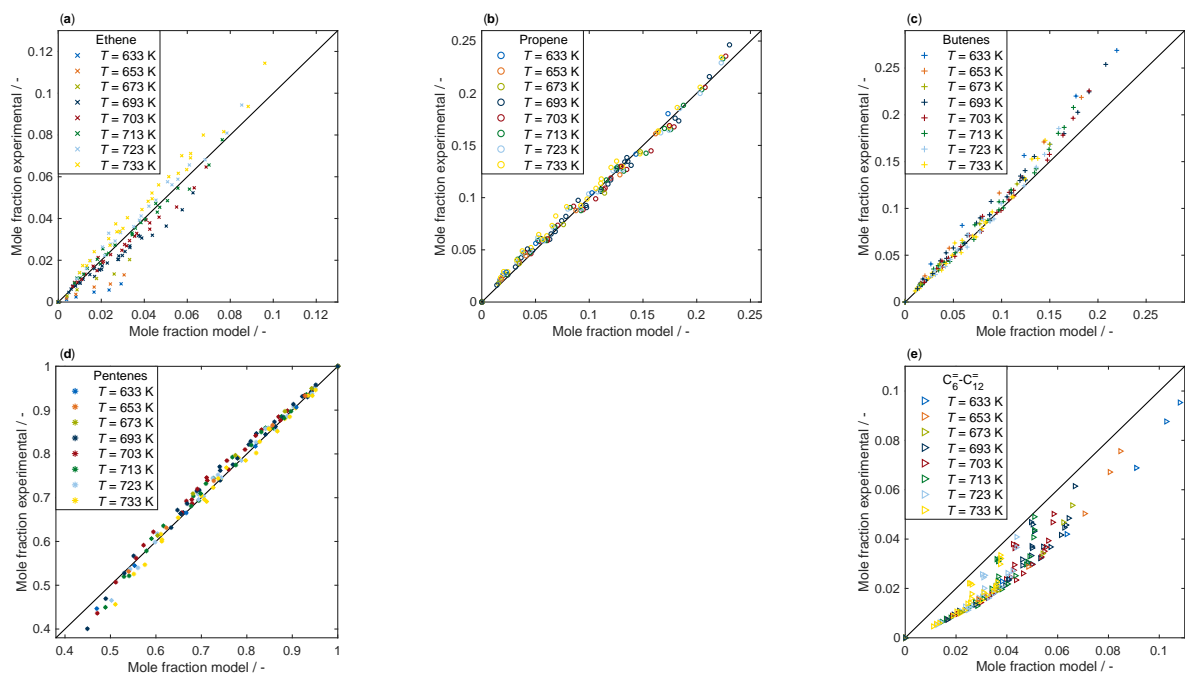 (a)
Ethene
T = 633 K
T = 653 K
T = 673 K
T = 693 K
T = 703 K
T = 713 K
T = 723 K
T = 733 K
0.12
0.1
0.08
0.06
0.04
0.02
0
0 0.02 0.04 0.06 0.08 0.1 0.12
Mole fraction experimental / -
Mole fraction model / -
(b)
Propene
T = 633 K
T = 653 K
T = 673 K
T = 693 K
T = 703 K
T = 713 K
T = 723 K
T = 733 K
0.25
0.2
0.15
0.1
0.05
0
0 0.05 0.1 0.15 0.2 0.25
Mole fraction experimental / -
Mole fraction model / -
(c)
Butenes
T = 633 K
T = 653 K
T = 673 K
T = 693 K
T = 703 K
T = 713 K
T = 723 K
T = 733 K
0.25
0.2
0.15
0.1
0.05
0
0 0.05 0.1 0.15 0.2 0.25
Mole fraction experimental / -
Mole fraction model / -
(d)
Pentenes
T = 633 K
T = 653 K
T = 673 K
T = 693 K
T = 703 K
T = 713 K
T = 723 K
T = 733 K
1
0.9
0.8
0.7
0.6
0.5
0.4
0.4 0.5 0.6 0.7 0.8 0.9 1
Mole fraction experimental / -
Mole fraction model / -
(e)
C₆⁼-C₁₂⁼
T = 633 K
T = 653 K
T = 673 K
T = 693 K
T = 703 K
T = 713 K
T = 723 K
T = 733 K
0.1
0.08
0.06
0.04
0.02
0
0 0.02 0.04 0.06 0.08 0.1
Mole fraction experimental / -
Mole fraction model / -